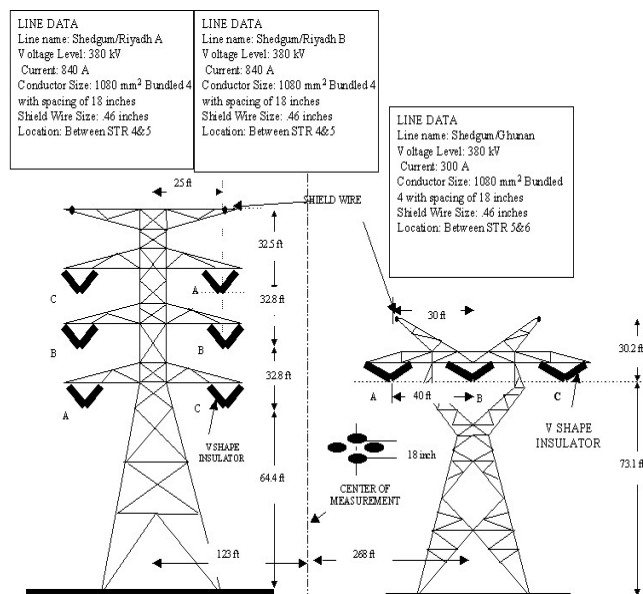 LINE DATA
Line name: Shedgum/Riyadh A
Voltage Level: 380 kV
Current: 840 A
Conductor Size: 1080 mm² Bundled 4
with spacing of 18 inches
Shield Wire Size: .46 inches
Location: Between STR 4&5
LINE DATA
Line name: Shedgum/Riyadh B
Voltage Level: 380 kV
Current: 840 A
Conductor Size: 1080 mm² Bundled 4
with spacing of 18 inches
Shield Wire Size: .46 inches
Location: Between STR 4&5
LINE DATA
Line name: Shedgum/Ghunan
Voltage Level: 380 kV
Current: 300 A
Conductor Size: 1080 mm² Bundled
4 with spacing of 18 inches
Shield Wire Size: .46 inches
Location: Between STR 5&6
25 ft
SHIELD WIRE
32.5 ft
C
A
32.8 ft
B
B
32.8 ft
A
C
V SHAPE
INSULATOR
64.4 ft
123 ft
30 ft
30.2 ft
A
40 ft
B
C
V SHAPE
INSULATOR
18 inch
CENTER OF
MEASUREMENT
73.1 ft
268 ft